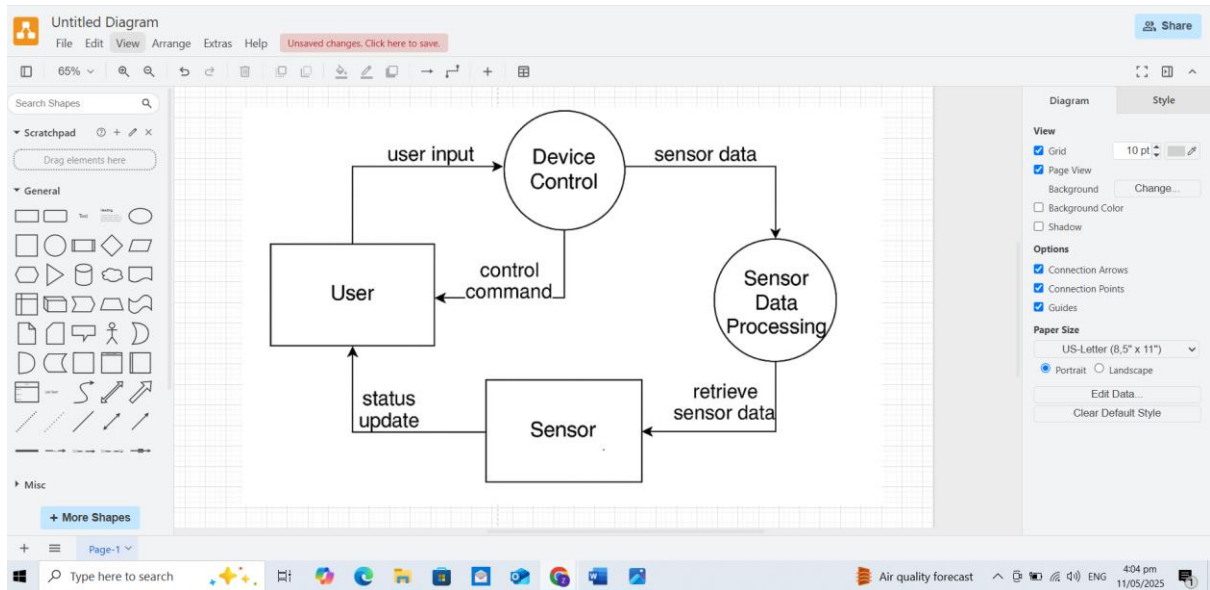 Untitled Diagram
File Edit View Arrange Extras Help Unsaved changes. Click here to save.
Share
65%
Search Shapes
Scratchpad
Drag elements here
General
Text
Heading
Misc
+ More Shapes
user input
Device
Control
sensor data
User
control
command
Sensor
Data
Processing
status
update
Sensor
retrieve
sensor data
Diagram Style
View
Grid 10 pt
Page View
Background Change...
Background Color
Shadow
Options
Connection Arrows
Connection Points
Guides
Paper Size
US-Letter (8,5" x 11")
Portrait Landscape
Edit Data...
Clear Default Style
Page-1
Type here to search
Air quality forecast ENG 4:04 pm
11/05/2025